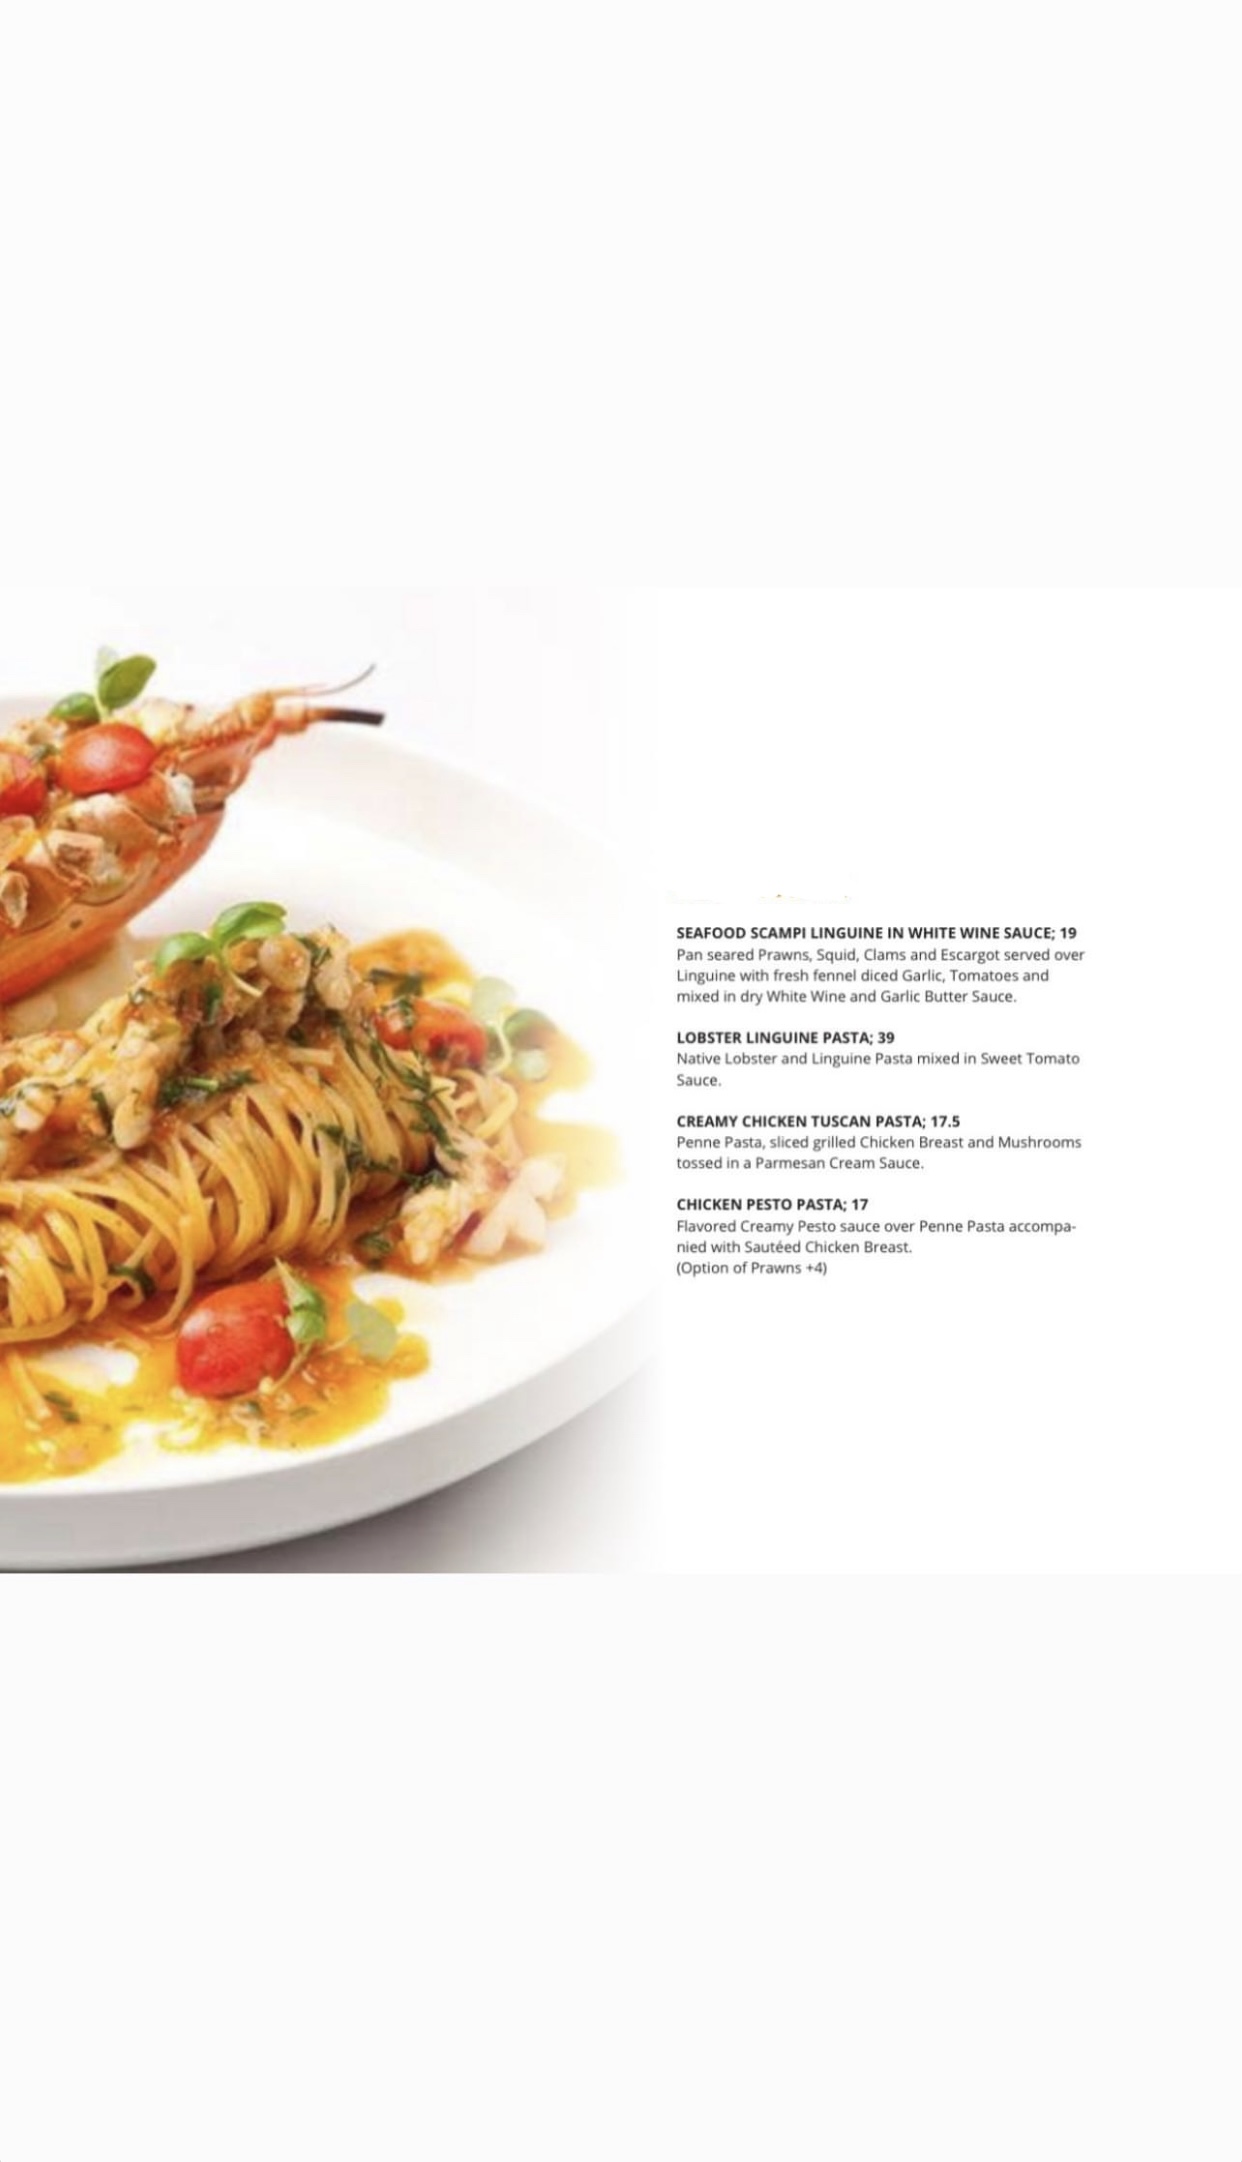 SEAFOOD SCAMPI LINGUINE IN WHITE WINE SAUCE; 19
Pan seared Prawns, Squid, Clams and Escargot served over
Linguine with fresh fennel diced Garlic, Tomatoes and
mixed in dry White Wine and Garlic Butter Sauce.
LOBSTER LINGUINE PASTA; 39
Native Lobster and Linguine Pasta mixed in Sweet Tomato
Sauce.
CREAMY CHICKEN TUSCAN PASTA; 17.5
Penne Pasta, sliced grilled Chicken Breast and Mushrooms
tossed in a Parmesan Cream Sauce.
CHICKEN PESTO PASTA; 17
Flavored Creamy Pesto sauce over Penne Pasta accompa-
nied with Sautéed Chicken Breast.
(Option of Prawns +4)